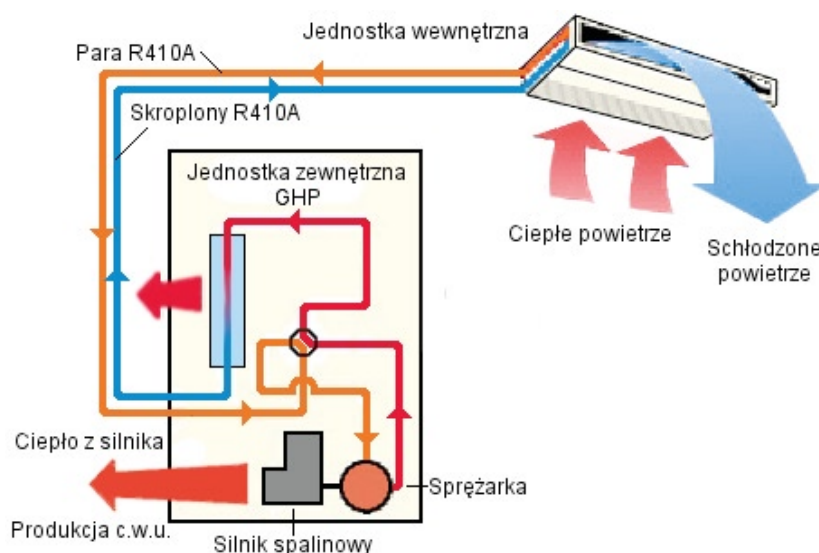 Jednostka wewnętrzna
Para R410A
Skroplony R410A
Jednostka zewnętrzna
GHP
Ciepłe powietrze
Schłodzone
powietrze
Ciepło z silnika
Sprężarka
Produkcja c.w.u.
Silnik spalinowy